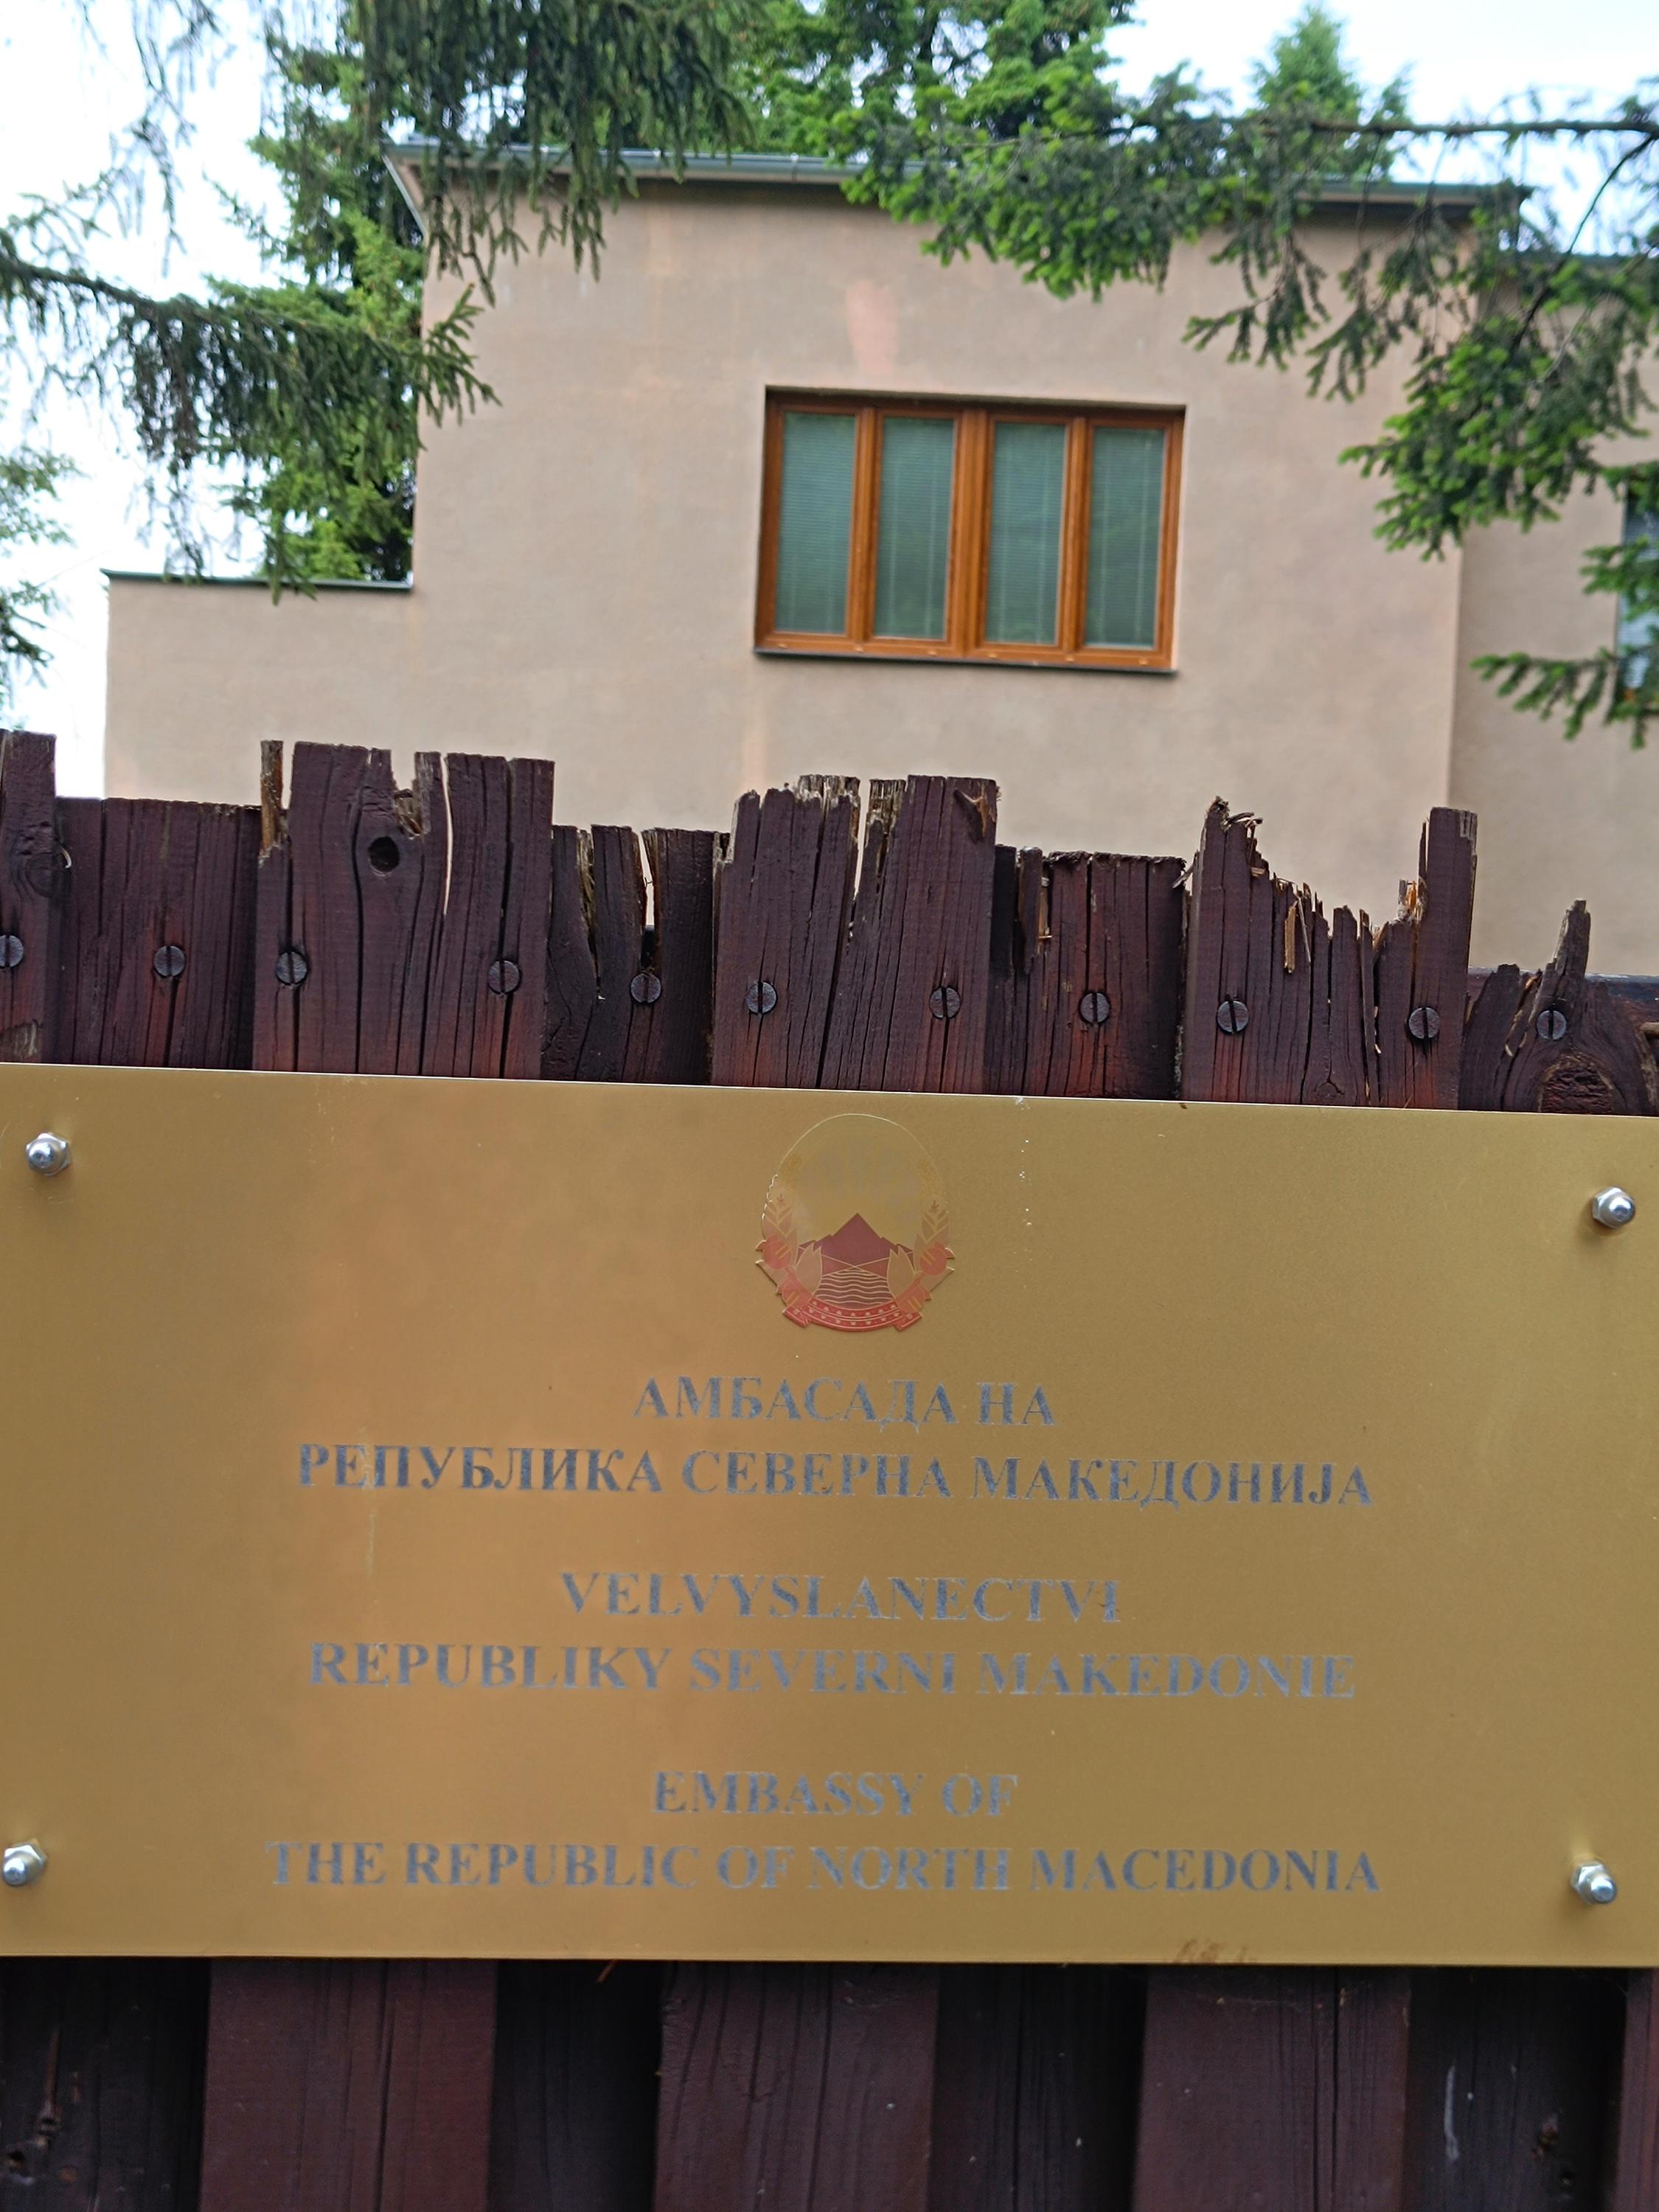 АМБАСАДА НА
РЕПУБЛИКА СЕВЕРНА МАКЕДОНИЈА
VELVYSLANECTVI
REPUBLIKY SEVERNI MAKEDONIE
EMBASSY OF
THE REPUBLIC OF NORTH MACEDONIA